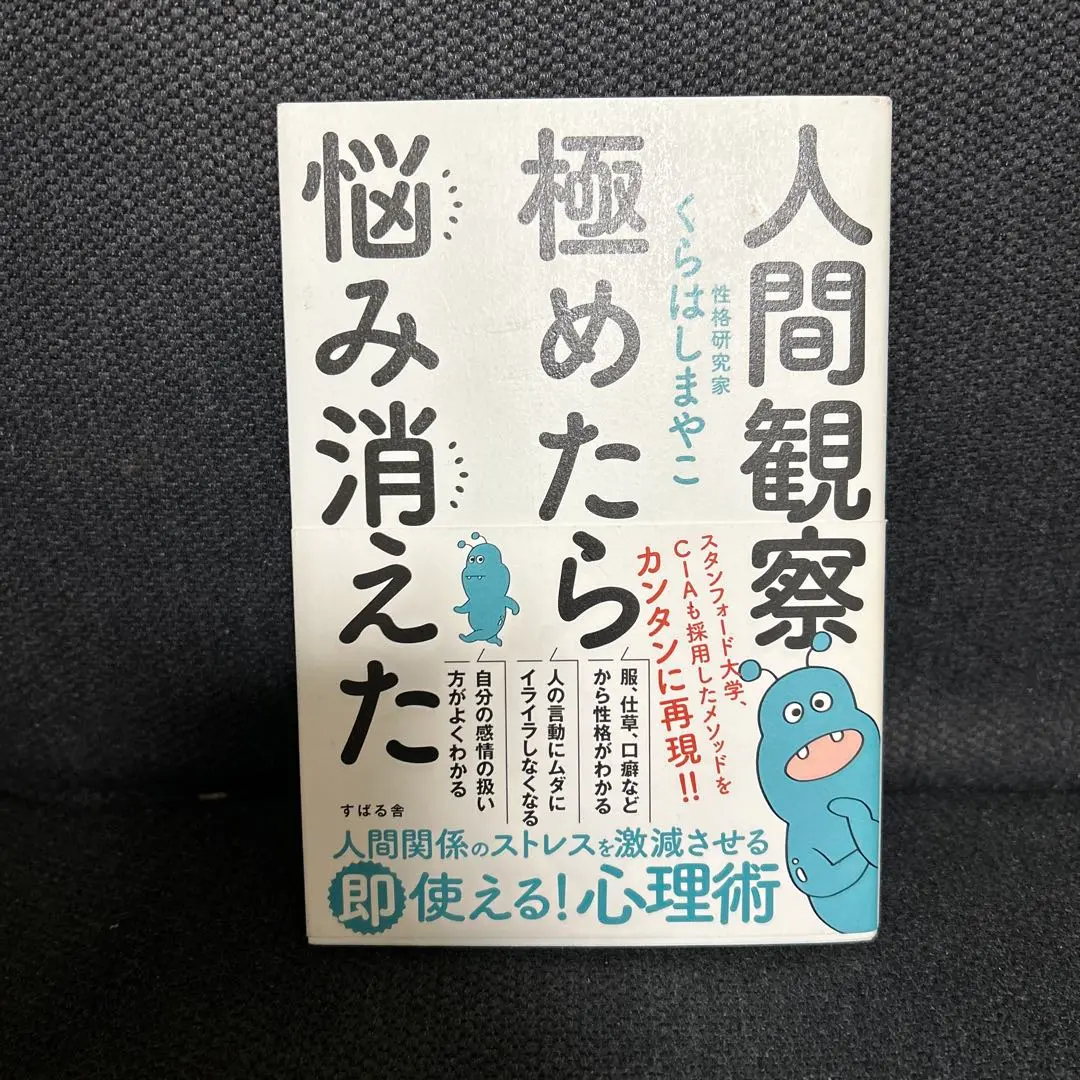 人間観察
極めたら
悩み消えた
性格研究家
くらはしまやこ
スタンフォード大学、
CIAも採用したメソッドを
カンタンに再現!!
服、仕草、口癖など
から性格がわかる
人の言動にムダに
イライラしなくなる
自分の感情の扱い
方がよくわかる
すばる舎
人間関係のストレスを激減させる
即使える!心理術